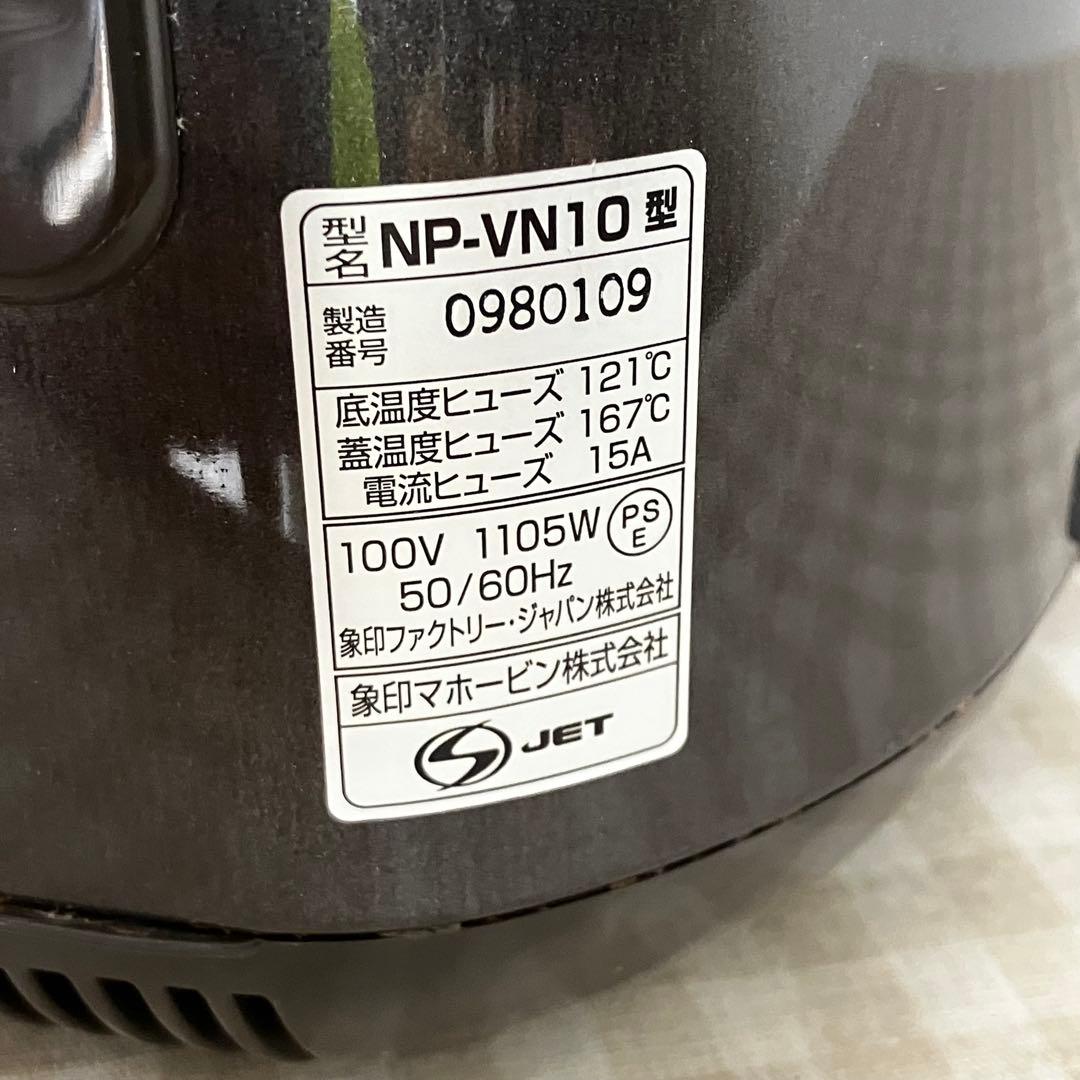 型名 NP-VN10 型
製造番号 0980109
底温度ヒューズ 121℃
蓋温度ヒューズ 167℃
電流ヒューズ 15A
100V 1105W PSE
50/60Hz
象印ファクトリー・ジャパン株式会社
象印マホービン株式会社
S JET